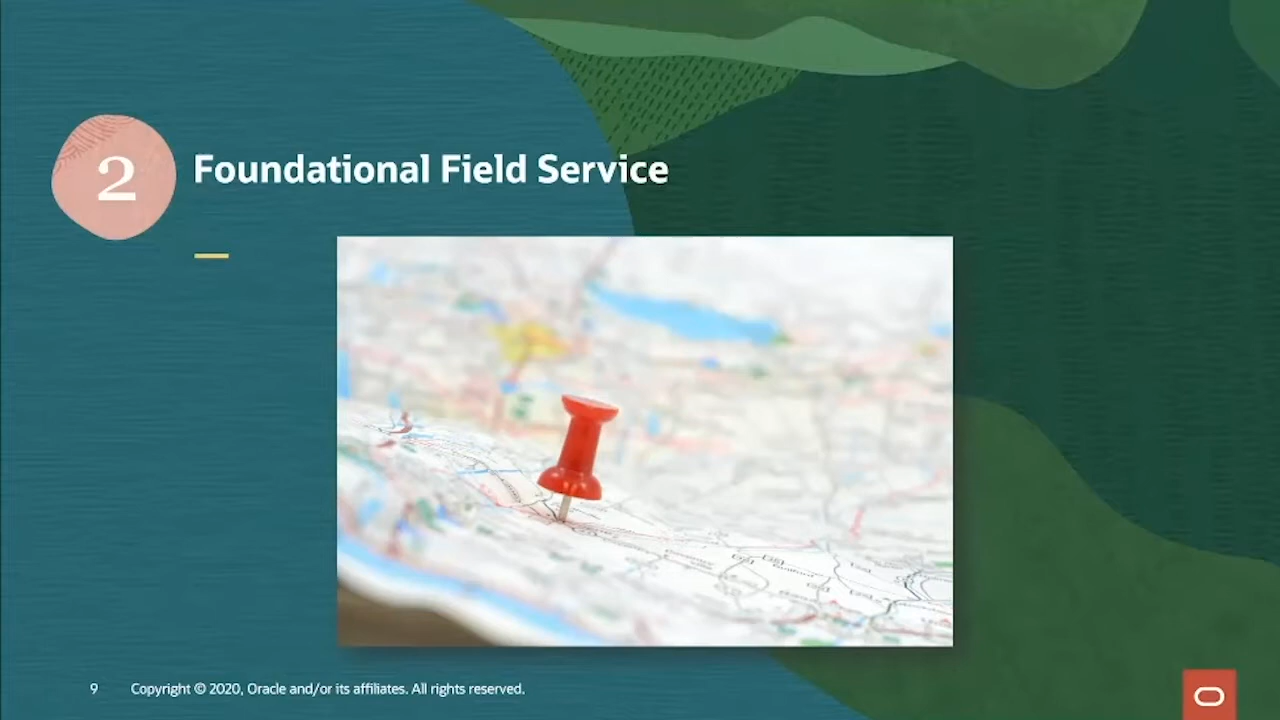 2
Foundational Field Service
9
Copyright © 2020, Oracle and/or its affiliates. All rights reserved.